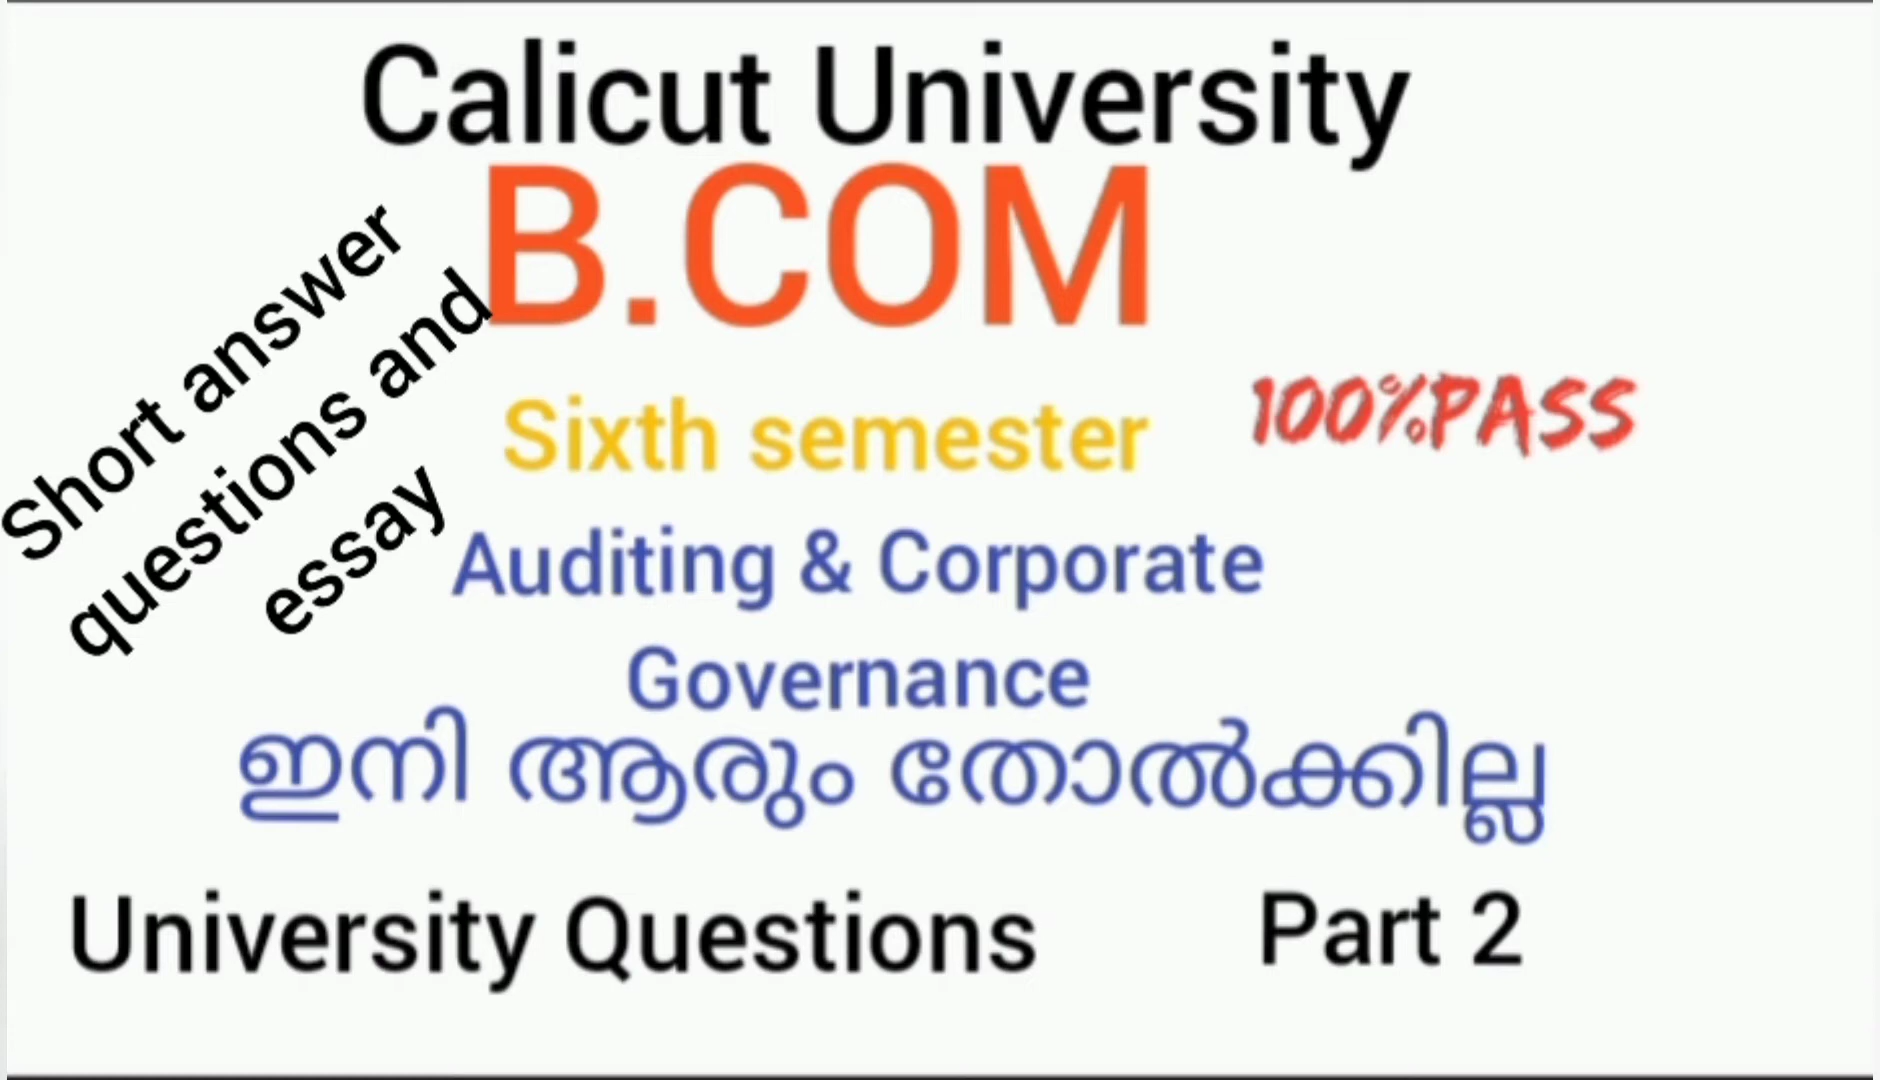 Calicut University
B.COM
Short answer
questions and
essay
Sixth semester
100%PASS
Auditing & Corporate
Governance
ഇനി ആരും തോൽക്കില്ല
University Questions
Part 2